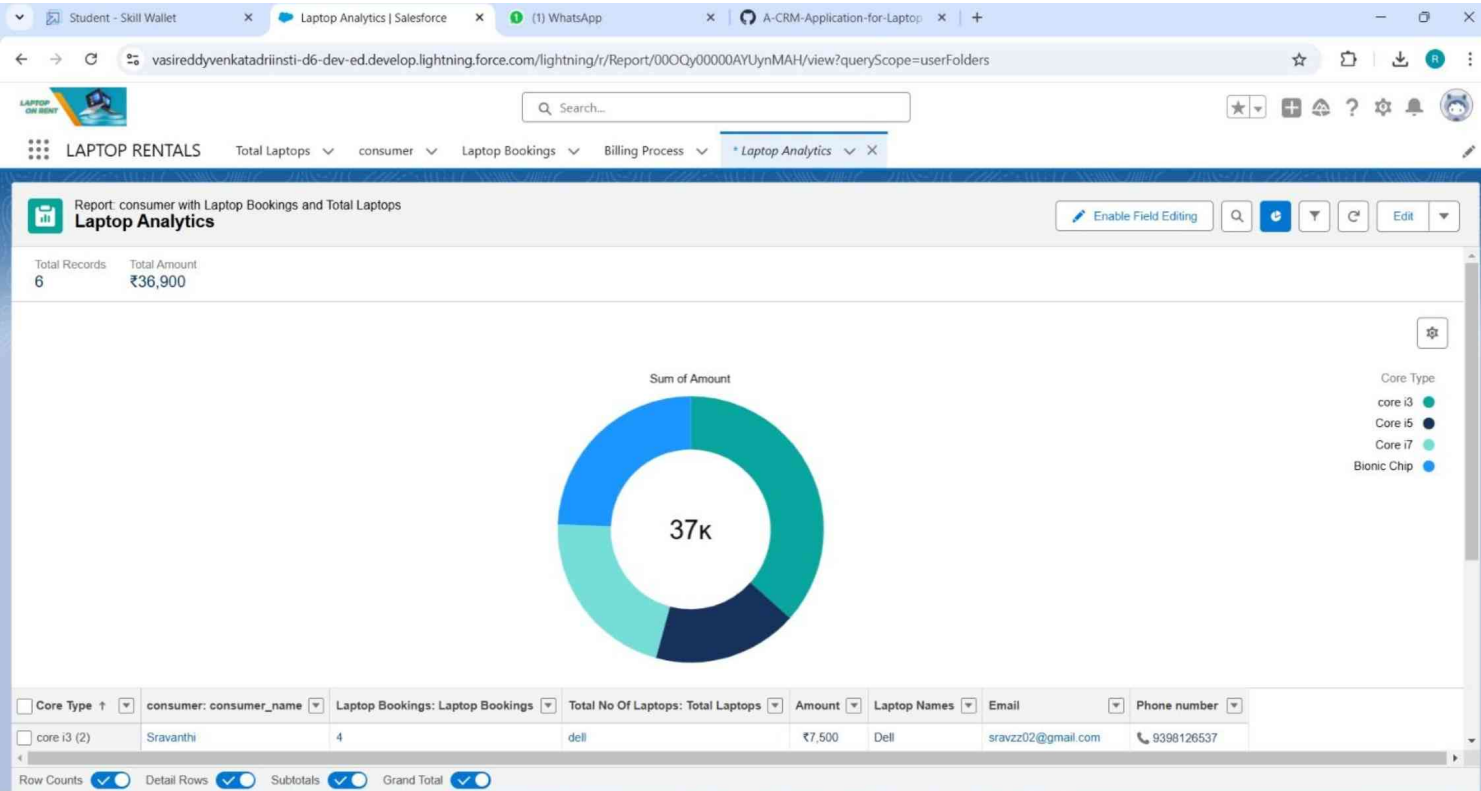 Student - Skill Wallet
Laptop Analytics | Salesforce
(1) WhatsApp
A-CRM-Application-for-Laptop
vasireddyvenkatadriinsti-d6-dev-ed.develop.lightning.force.com/lightning/r/Report/00OQy00000AYUynMAH/view?queryScope=userFolders
R
LAPTOP
ON RENT
Search...
LAPTOP RENTALS
Total Laptops
consumer
Laptop Bookings
Billing Process
* Laptop Analytics
Report: consumer with Laptop Bookings and Total Laptops
Laptop Analytics
Enable Field Editing
Edit
Total Records
6
Total Amount
₹36,900
Sum of Amount
37K
Core Type
core i3
Core i5
Core i7
Bionic Chip
Core Type ↑ consumer: consumer_name Laptop Bookings: Laptop Bookings Total No Of Laptops: Total Laptops Amount Laptop Names Email Phone number
core i3 (2) Sravanthi 4 dell ₹7,500 Dell sravzz02@gmail.com 9398126537
Row Counts Detail Rows Subtotals Grand Total